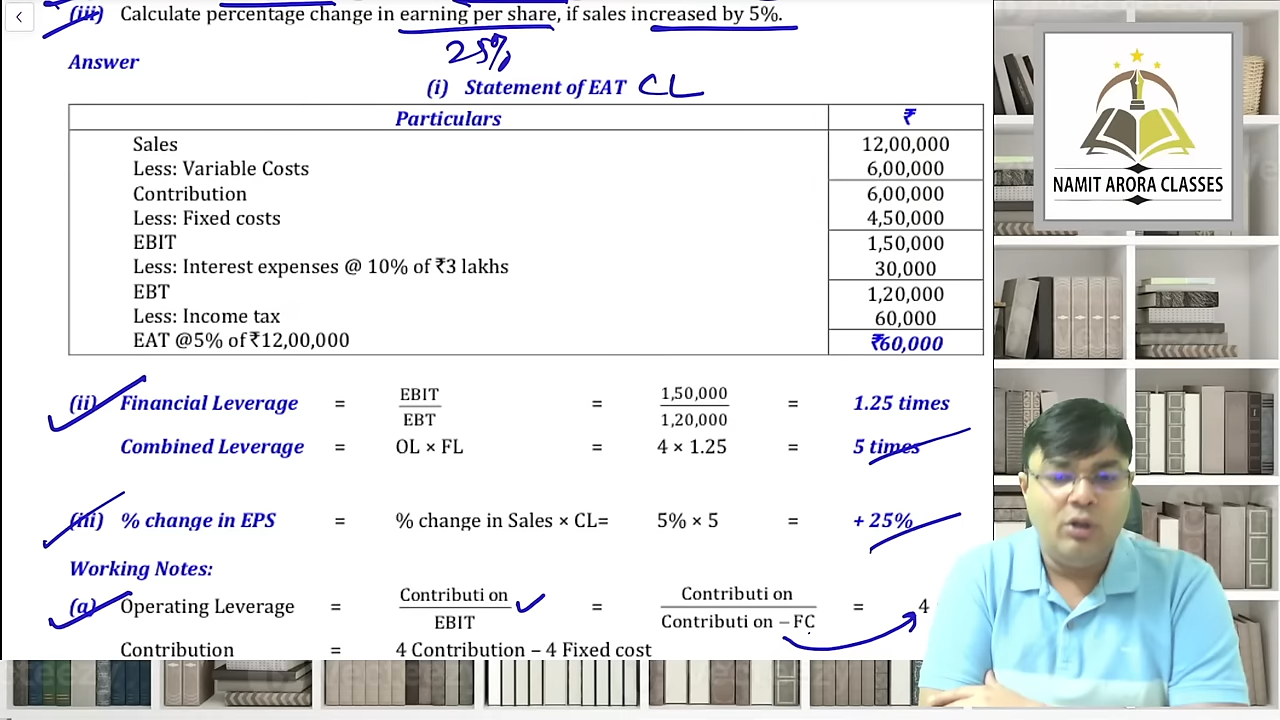 (iii) Calculate percentage change in earning per share, if sales increased by 5%.
25%
Answer
(i) Statement of EAT CL
Particulars ₹
Sales 12,00,000
Less: Variable Costs 6,00,000
Contribution 6,00,000
Less: Fixed costs 4,50,000
EBIT 1,50,000
Less: Interest expenses @ 10% of ₹3 lakhs 30,000
EBT 1,20,000
Less: Income tax 60,000
EAT @5% of ₹12,00,000 ₹60,000
(ii) Financial Leverage = EBIT / EBT = 1,50,000 / 1,20,000 = 1.25 times
Combined Leverage = OL × FL = 4 × 1.25 = 5 times
(iii) % change in EPS = % change in Sales × CL= 5% × 5 = + 25%
Working Notes:
(a) Operating Leverage = Contributi on / EBIT = Contributi on / Contributi on − FC = 4
Contribution = 4 Contribution − 4 Fixed cost
NAMIT ARORA CLASSES